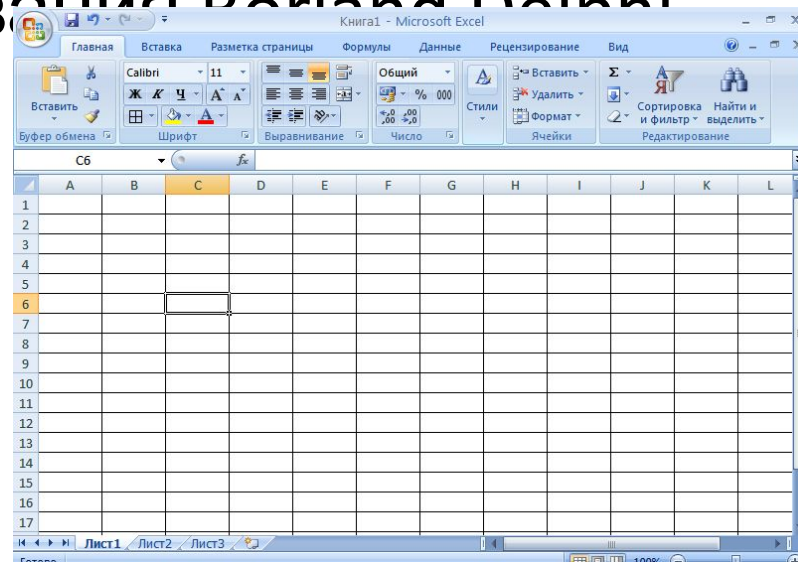 вания Borland Delphi
Книга1 - Microsoft Excel
Главная Вставка Разметка страницы Формулы Данные Рецензирование Вид
Вставить
Calibri 11
Ж К Ч
Общий
% 000
Стили
Вставить
Удалить
Формат
Σ
Сортировка и фильтр
Найти и выделить
Буфер обмена Шрифт Выравнивание Число Ячейки Редактирование
C6 fx
A B C D E F G H I J K L
1
2
3
4
5
6
7
8
9
10
11
12
13
14
15
16
17
Лист1 Лист2 Лист3
Готово 100%